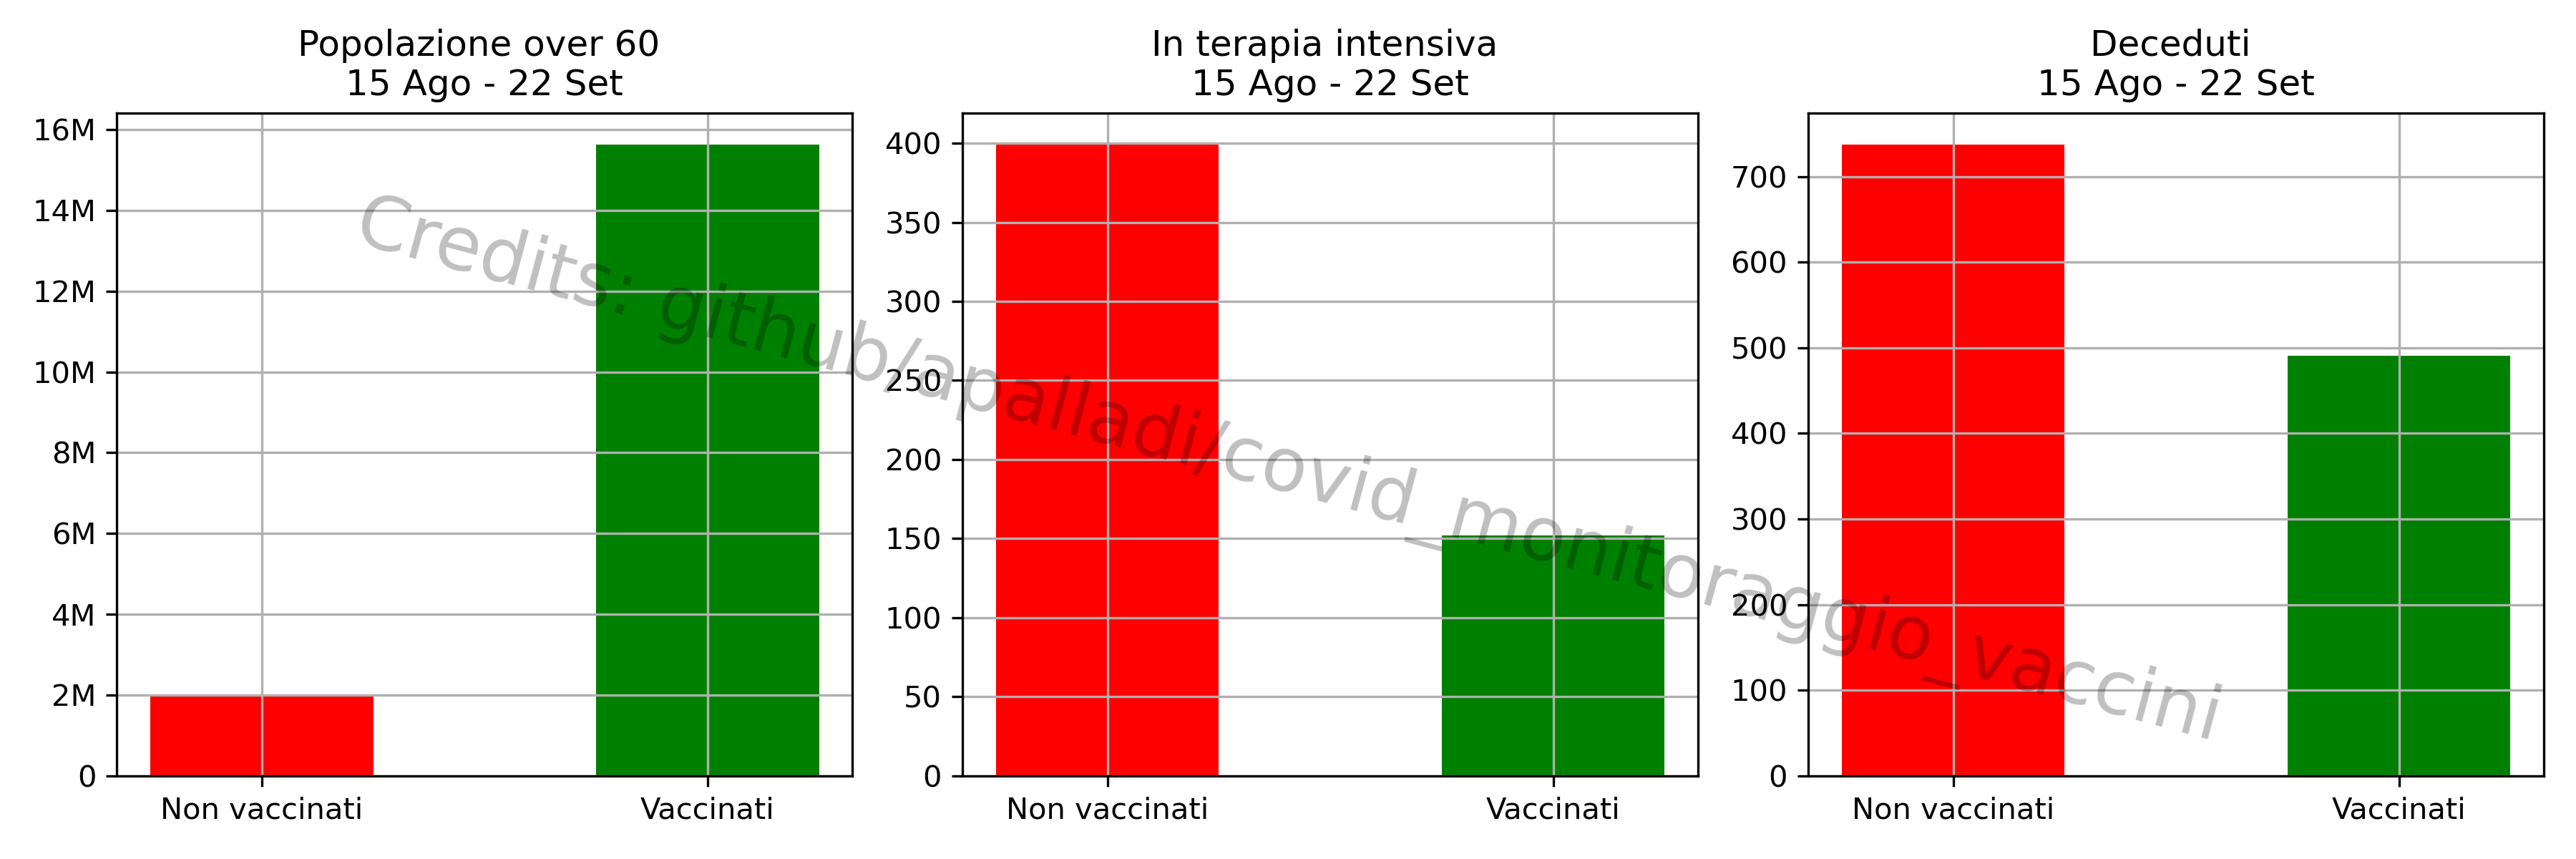 Popolazione over 60
15 Ago - 22 Set
16M
14M
12M
10M
8M
6M
4M
2M
0
Non vaccinati
Vaccinati
In terapia intensiva
15 Ago - 22 Set
400
350
300
250
200
150
100
50
0
Non vaccinati
Vaccinati
Deceduti
15 Ago - 22 Set
700
600
500
400
300
200
100
0
Non vaccinati
Vaccinati
Credits: github/apalladi/covid_monitoraggio_vaccini